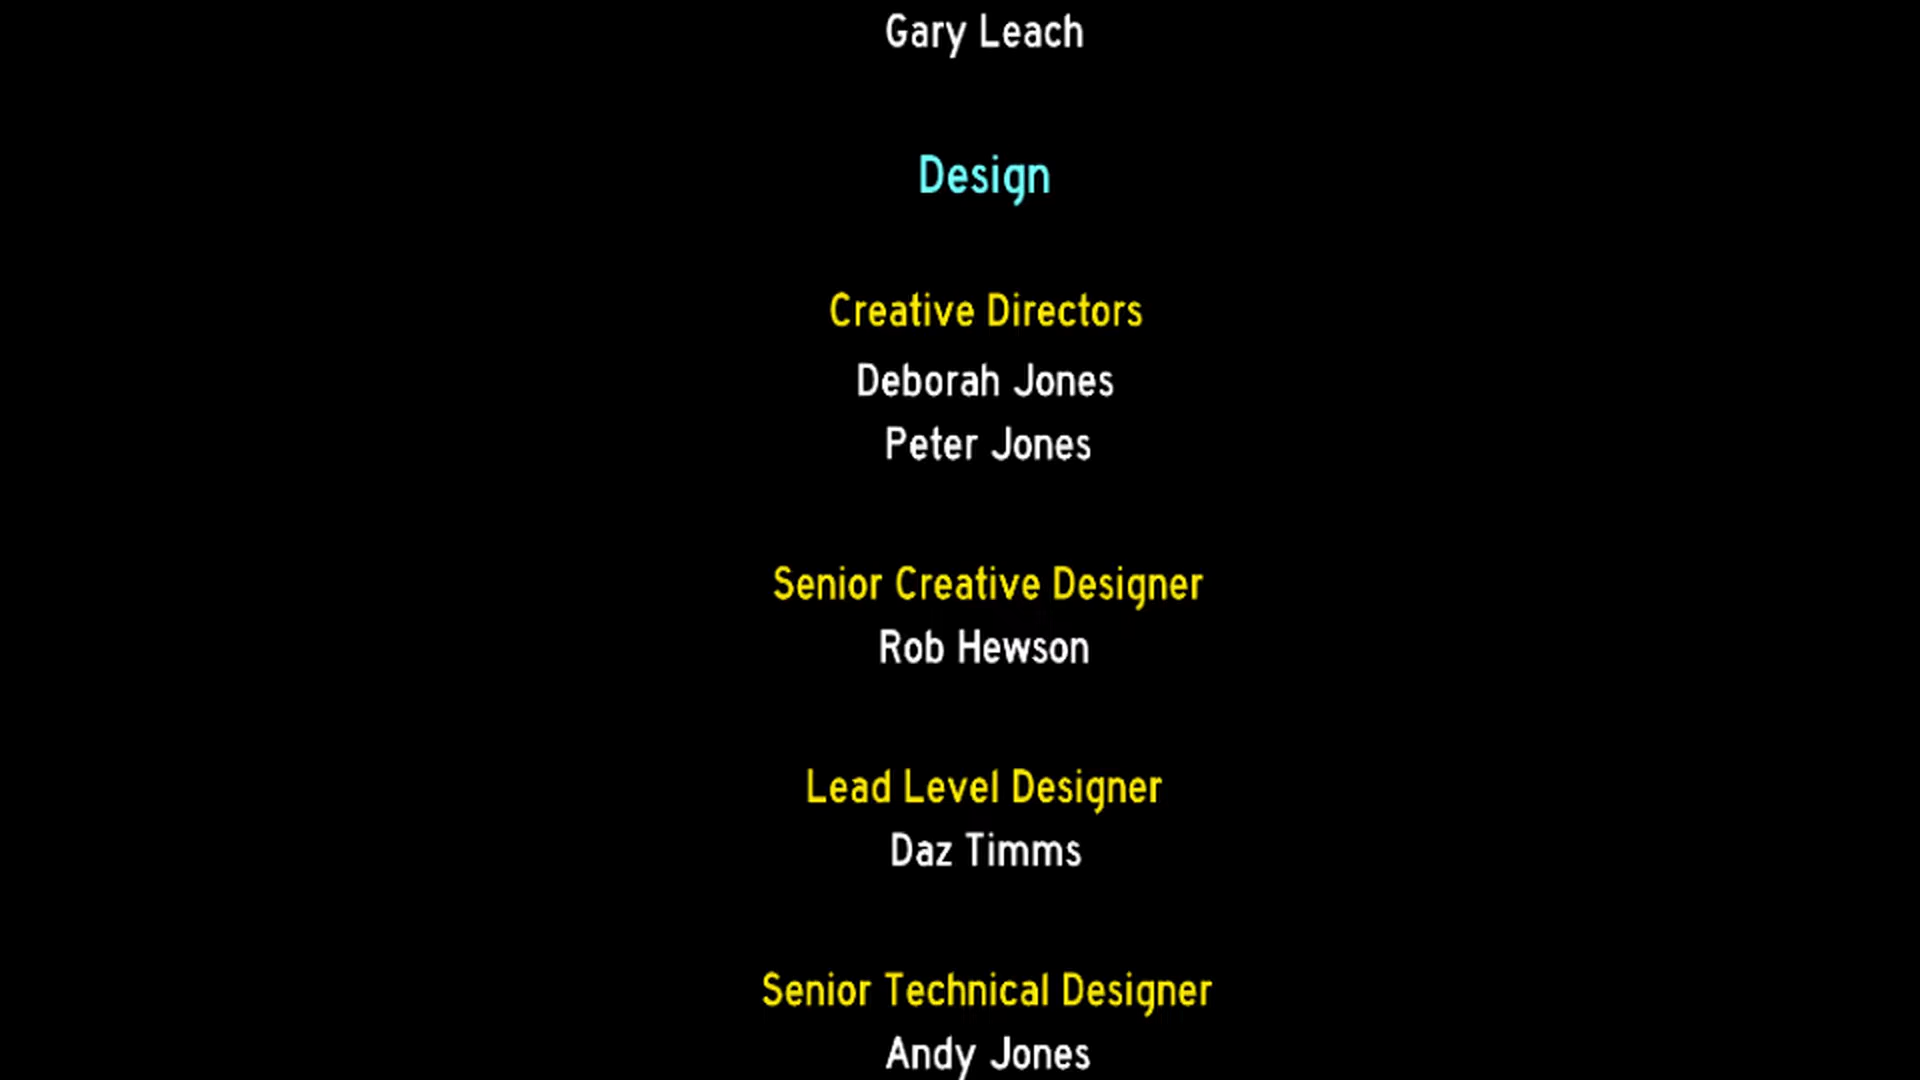 Gary Leach
Design
Creative Directors
Deborah Jones
Peter Jones
Senior Creative Designer
Rob Hewson
Lead Level Designer
Daz Timms
Senior Technical Designer
Andy Jones